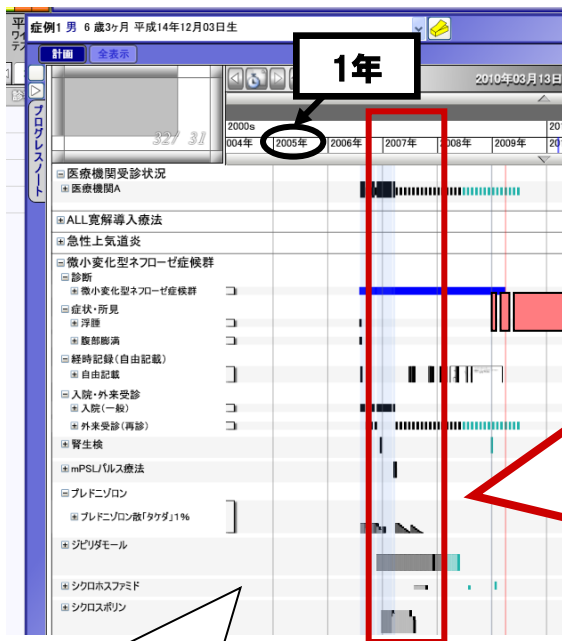 平
ワイ
テス
症例1 男 6 歳3ヶ月 平成14年12月03日生
計画 全表示
1年
2010年03月13日
32/ 31
2000s
004年 2005年 2006年 2007年 2008年 2009年
プログレスノート
医療機関受診状況
医療機関A
ALL寛解導入療法
急性上気道炎
微小変化型ネフローゼ症候群
診断
微小変化型ネフローゼ症候群
症状・所見
浮腫
腹部膨満
経時記録(自由記載)
自由記載
入院・外来受診
入院(一般)
外来受診(再診)
腎生検
mPSLパルス療法
プレドニゾロン
プレドニゾロン散「タケダ」1%
ジピリダモール
シクロホスファミド
シクロスポリン